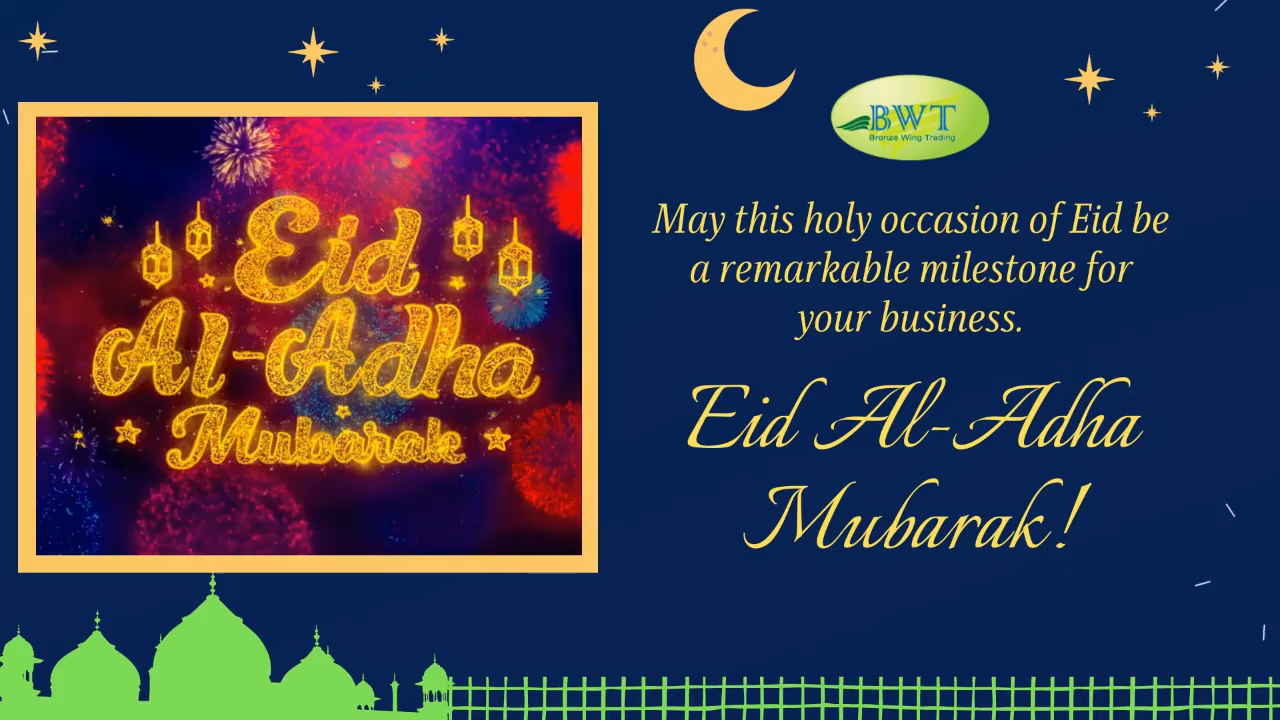 Eid
Al-Adha
Mubarak
BWT
Bronze Wing Trading
May this holy occasion of Eid be
a remarkable milestone for
your business.
Eid Al-Adha
Mubarak!